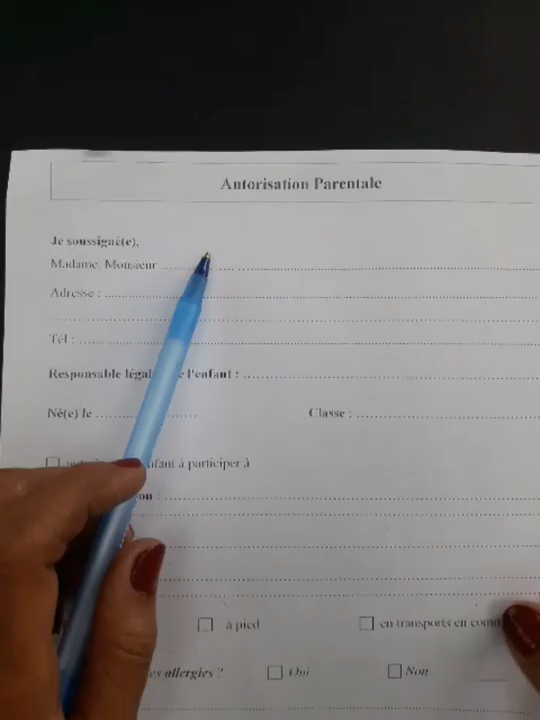 Autorisation Parentale
Je soussigné(e),
Madame, Monsieur
Adresse :
Tél :
Responsable légal l'enfant :
Né(e) le
Classe :
enfant à participer à
:
à pied
en transports en
allergies ?
Oui
Non